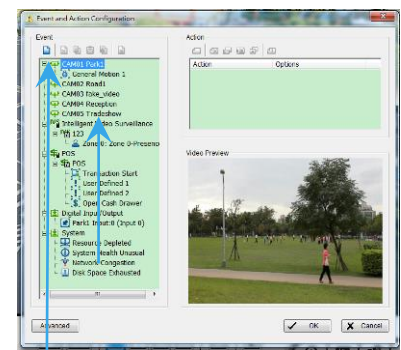 Event and Action Configuration
Event
CAM01 Park1
General Motion 1
CAM02 Road1
CAM03 fake_video
CAM04 Reception
CAM05 Tradeshow
Intelligent Video Surveillance
123
Zone 0: Zone 0-Presenc
POS
POS
Transaction Start
User Defined 1
User Defined 2
Open Cash Drawer
Digital Input/Output
Park1 Input:0 (Input 0)
System
Resource Depleted
System Health Unusual
Network Congestion
Disk Space Exhausted
Advanced
Action
Action Options
Video Preview
OK
X Cancel